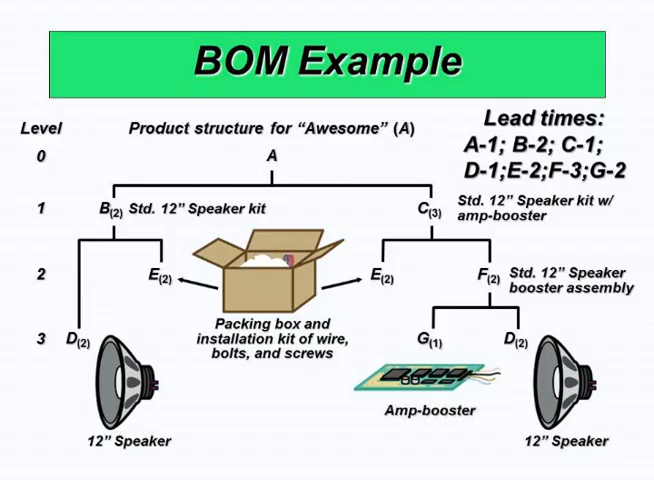 BOM Example
Lead times:
A-1; B-2; C-1;
D-1;E-2;F-3;G-2
Level
Product structure for “Awesome” (A)
0
A
1
B(2) Std. 12” Speaker kit
C(3)
Std. 12” Speaker kit w/
amp-booster
2
E(2)
E(2)
F(2)
Std. 12” Speaker
booster assembly
Packing box and
installation kit of wire,
bolts, and screws
3
D(2)
G(1)
D(2)
Amp-booster
12” Speaker
12” Speaker